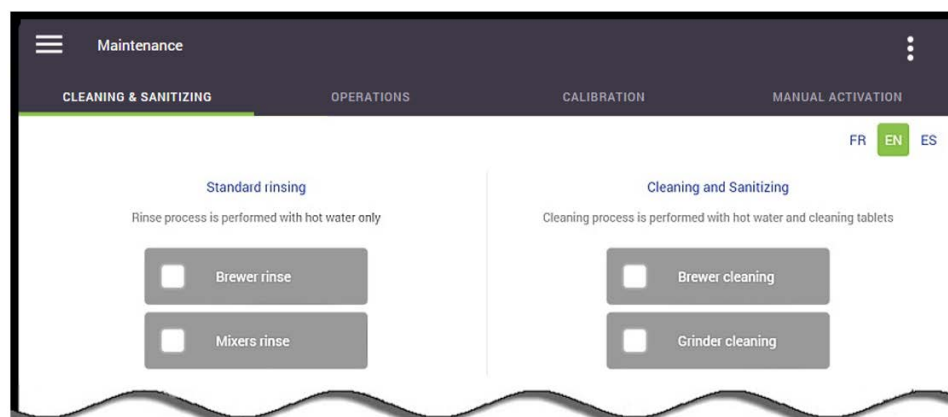 Maintenance
CLEANING & SANITIZING OPERATIONS CALIBRATION MANUAL ACTIVATION
FR EN ES
Standard rinsing
Rinse process is performed with hot water only
Brewer rinse
Mixers rinse
Cleaning and Sanitizing
Cleaning process is performed with hot water and cleaning tablets
Brewer cleaning
Grinder cleaning